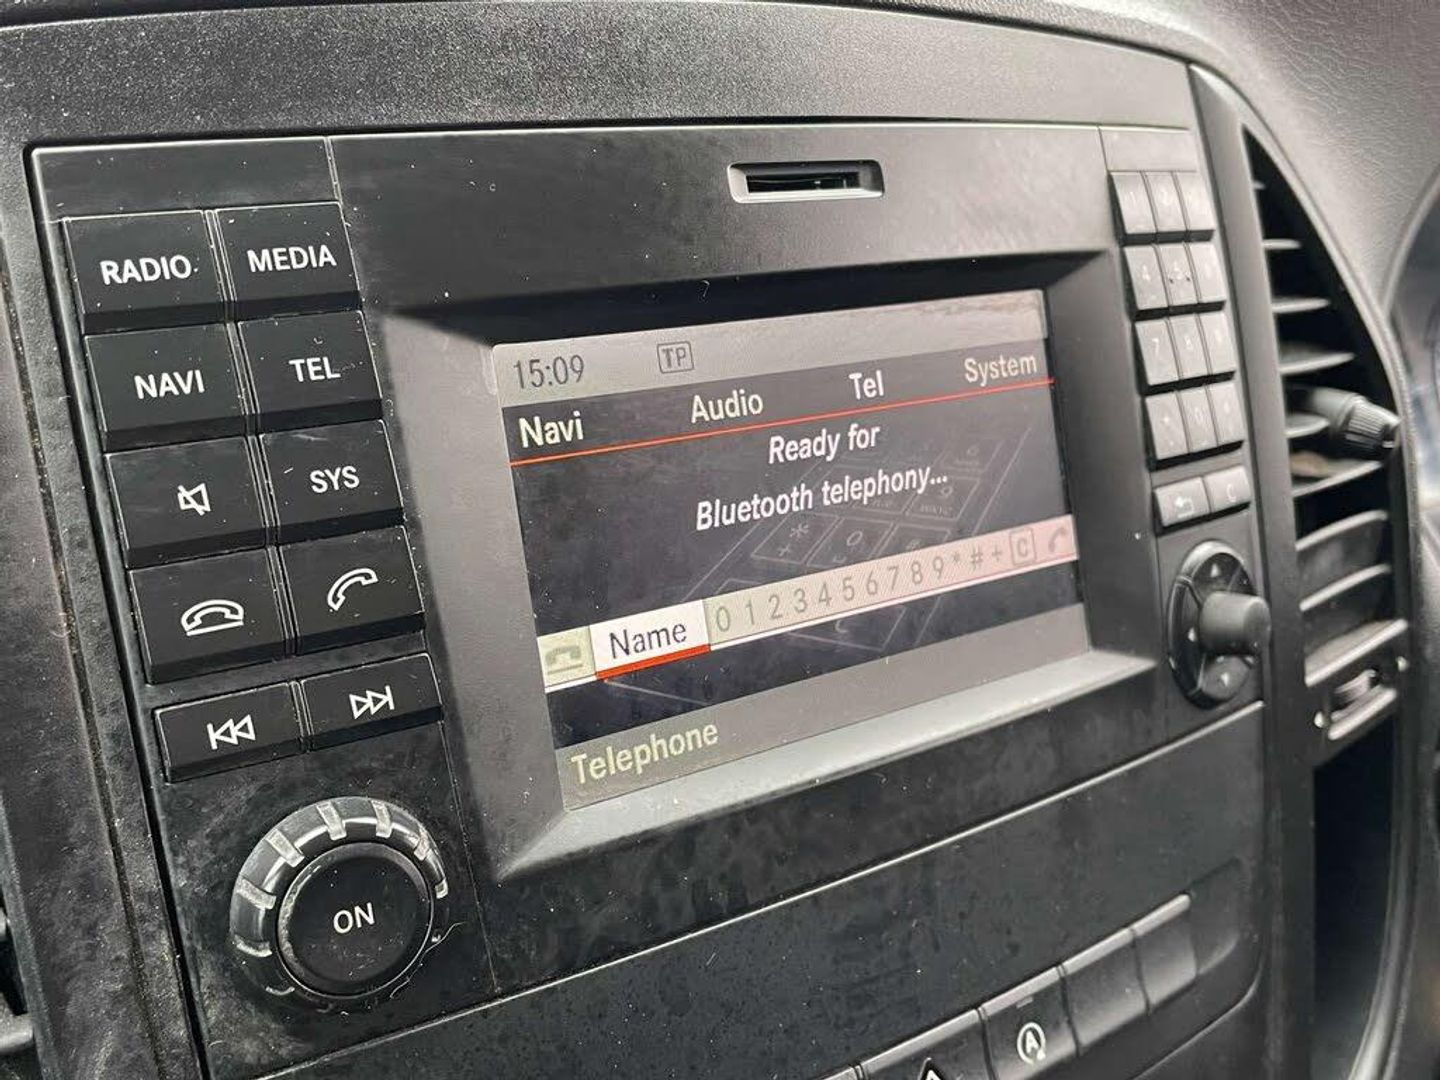 RADIO MEDIA
NAVI TEL
SYS
ON
15:09 TP
Navi Audio Tel System
Ready for
Bluetooth telephony...
Name 0 1 2 3 4 5 6 7 8 9 * # + C
Telephone
C
A